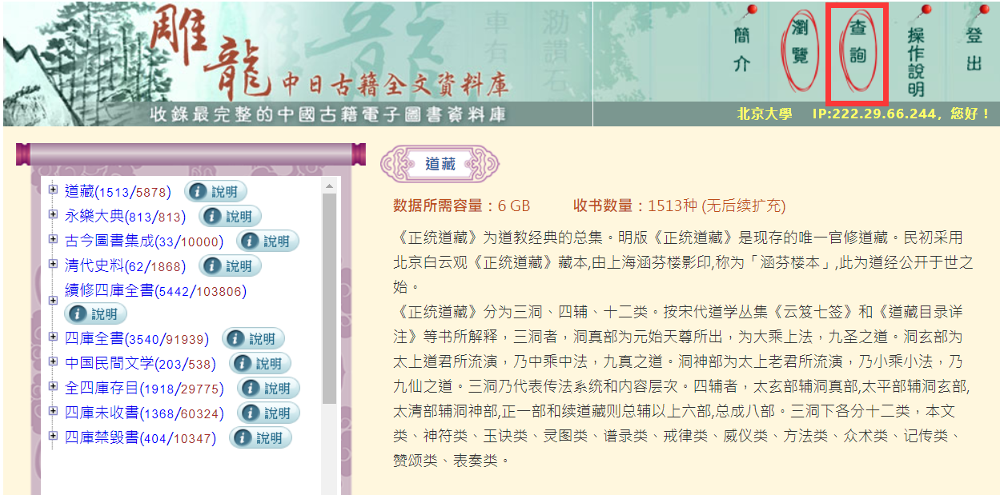 雕龍
中日古籍全文資料庫
收錄最完整的中國古籍電子圖書資料庫
簡介
瀏覽
查詢
操作說明
登出
北京大學 IP:222.29.66.244，您好！
道藏(1513/5878) 說明
永樂大典(813/813) 說明
古今圖書集成(33/10000) 說明
清代史料(62/1868) 說明
續修四庫全書(5442/103806)
說明
四庫全書(3540/91939) 說明
中国民間文学(203/538) 說明
全四庫存目(1918/29775) 說明
四庫未收書(1368/60324) 說明
四庫禁毀書(404/10347) 說明
道藏
数据所需容量：6 GB 收书数量：1513种 (无后续扩充)
《正统道藏》为道教经典的总集。明版《正统道藏》是现存的唯一官修道藏。民初采用
北京白云观《正统道藏》藏本,由上海涵芬楼影印,称为「涵芬楼本」,此为道经公开于世之
始。
《正统道藏》分为三洞、四辅、十二类。按宋代道学丛集《云笈七签》和《道藏目录详
注》等书所解释，三洞者，洞真部为元始天尊所出，为大乘上法，九圣之道。洞玄部为
太上道君所流演，乃中乘中法，九真之道。洞神部为太上老君所流演，乃小乘小法，乃
九仙之道。三洞乃代表传法系统和内容层次。四辅者，太玄部辅洞真部,太平部辅洞玄部,
太清部辅洞神部,正一部和续道藏则总辅以上六部,总成八部。三洞下各分十二类，本文
类、神符类、玉诀类、灵图类、谱录类、戒律类、威仪类、方法类、众术类、记传类、
赞颂类、表奏类。